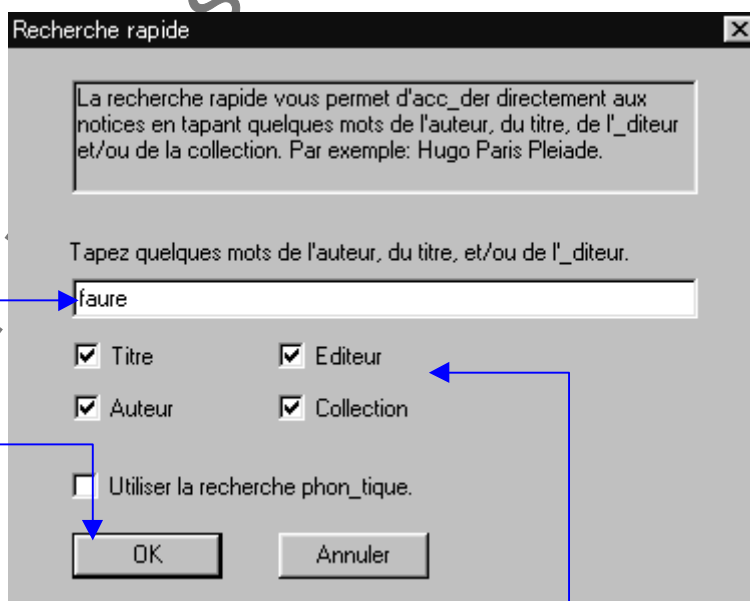 Recherche rapide
La recherche rapide vous permet d'acc_der directement aux
notices en tapant quelques mots de l'auteur, du titre, de l'_diteur
et/ou de la collection. Par exemple: Hugo Paris Pleiade.
Tapez quelques mots de l'auteur, du titre, et/ou de l'_diteur.
faure
Titre Editeur
Auteur Collection
Utiliser la recherche phon_tique.
OK Annuler